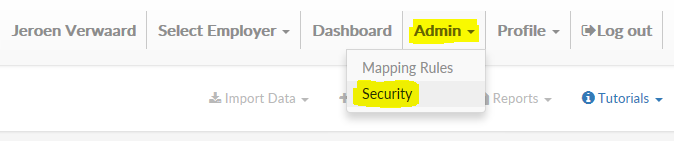 Jeroen Verwaard Select Employer Dashboard Admin Profile Log out
Mapping Rules
Security
Import Data Reports Tutorials